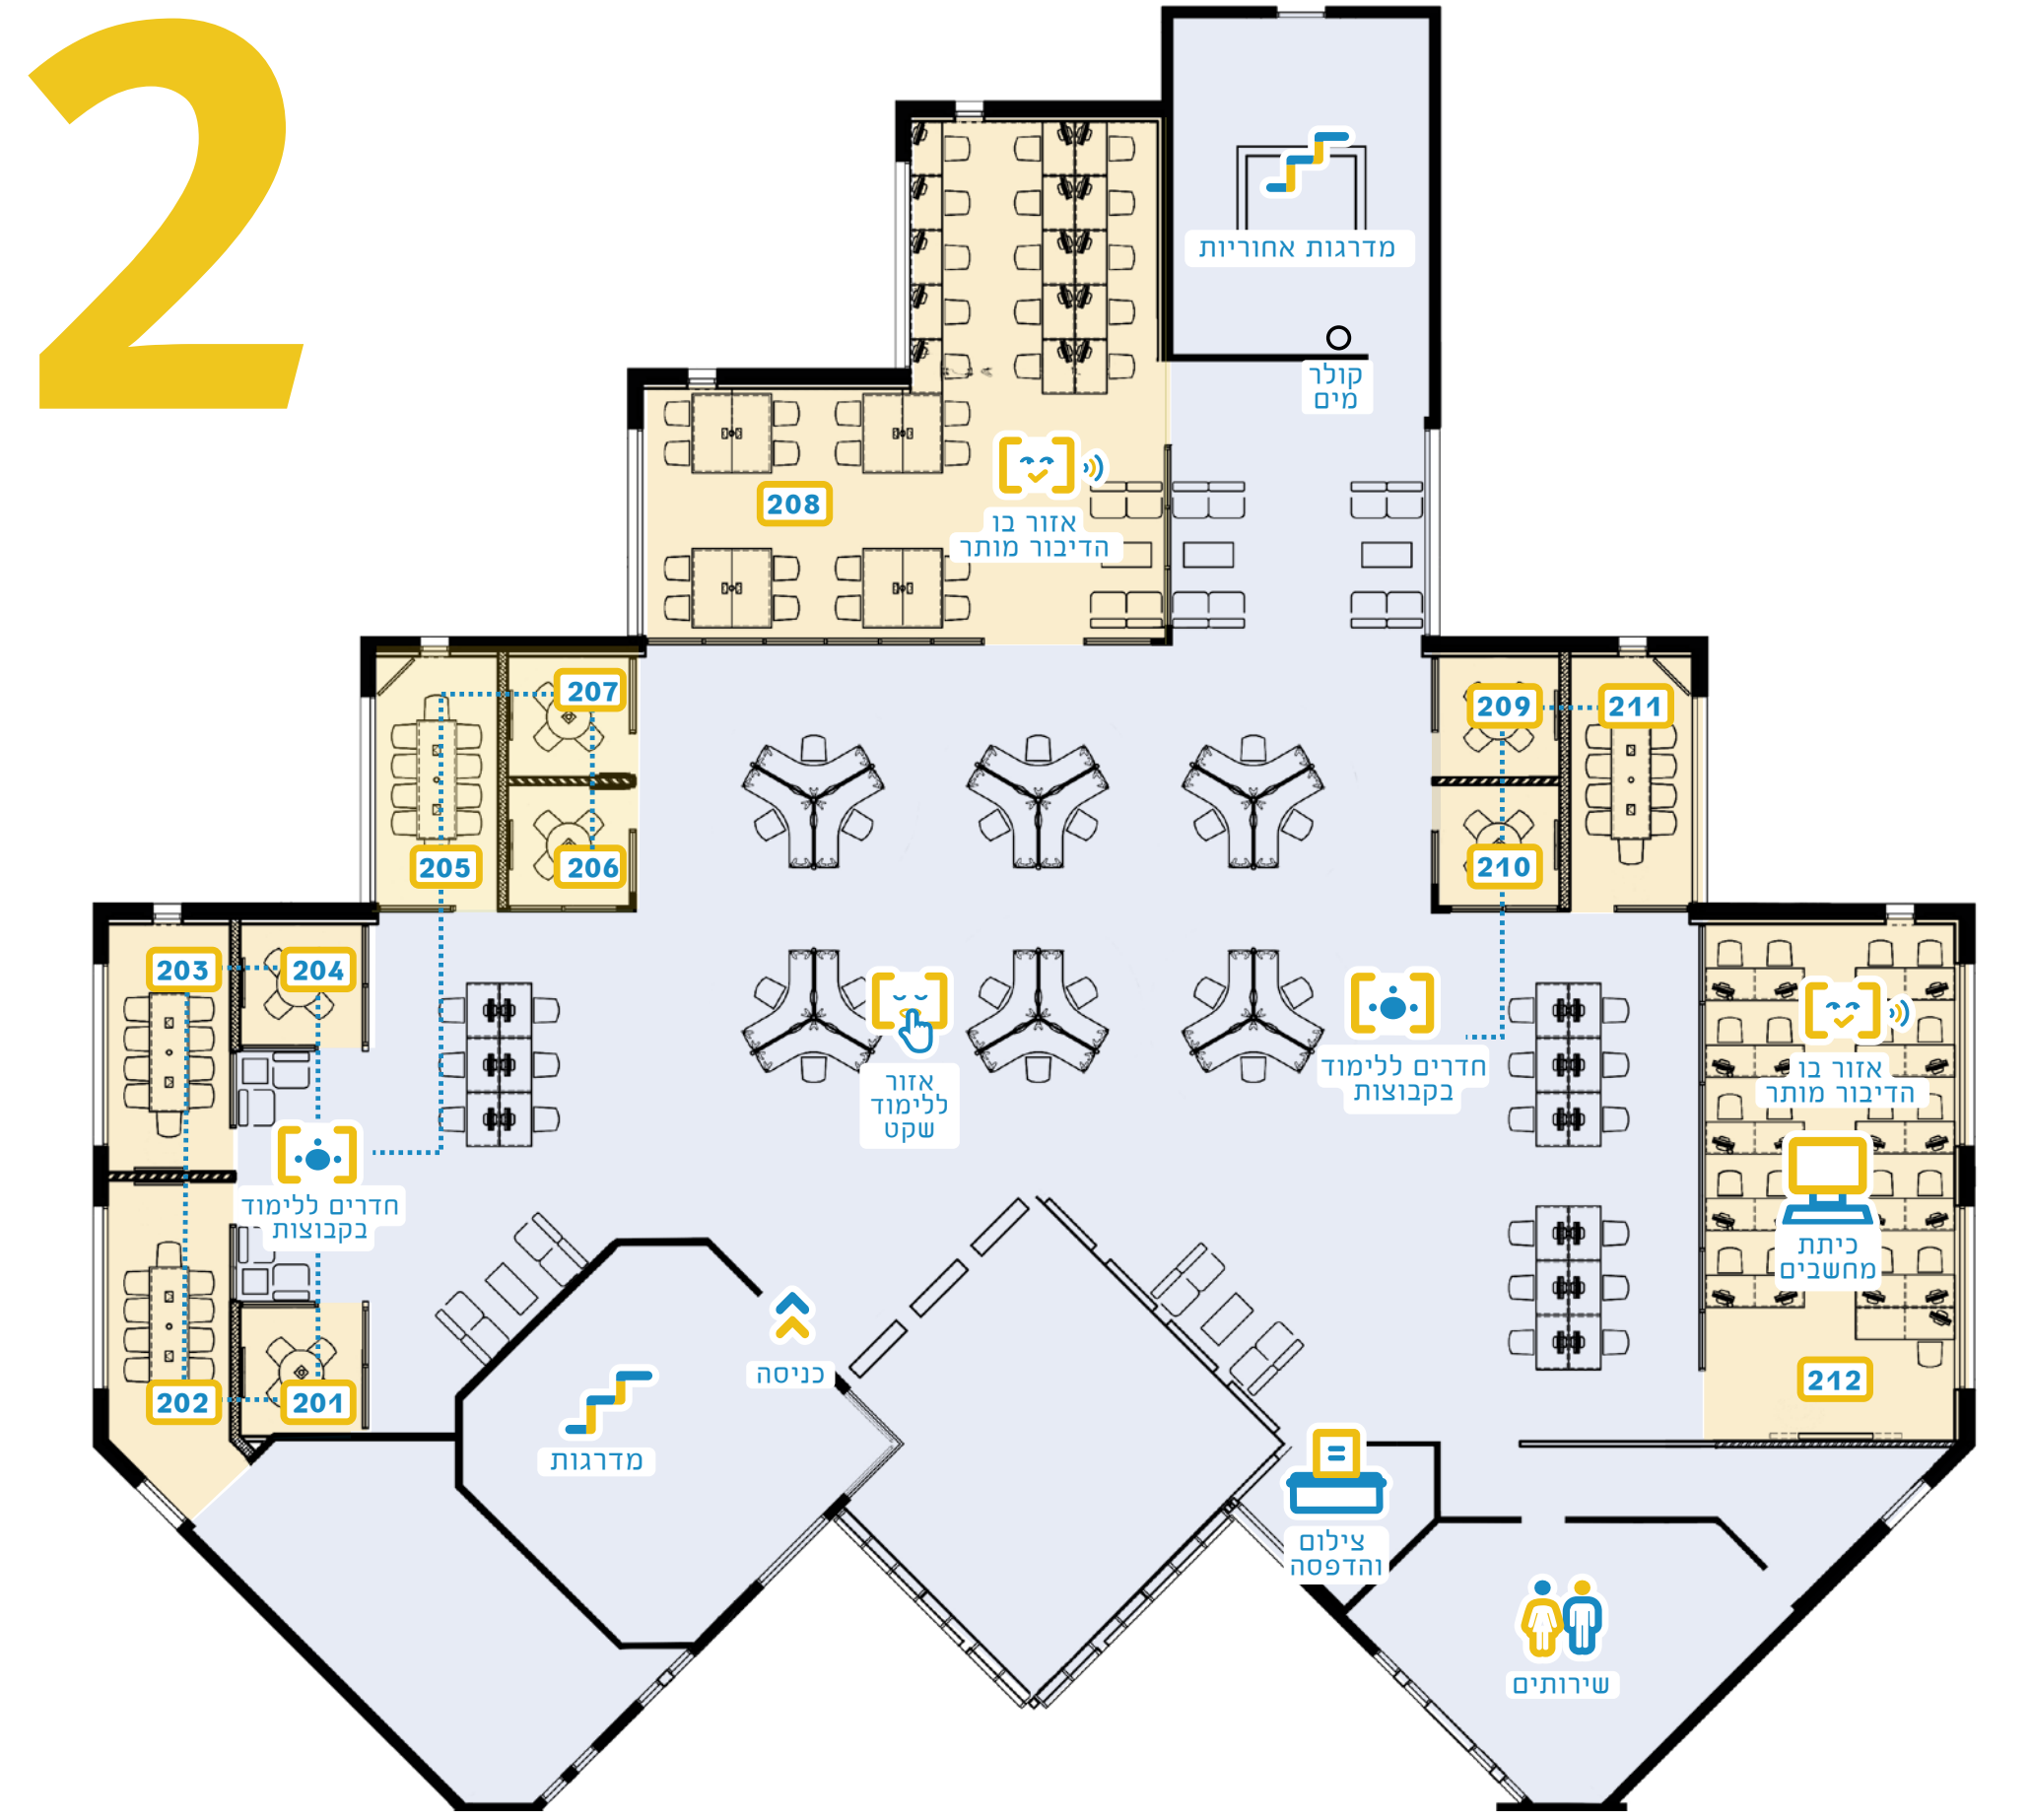 2
מדרגות אחוריות
קולר
מים
208
אזור בו
הדיבור מותר
207
205
206
209
211
210
203
204
אזור
ללימוד
שקט
חדרים ללימוד
בקבוצות
אזור בו
הדיבור מותר
חדרים ללימוד
בקבוצות
כיתת
מחשבים
כניסה
202
201
212
מדרגות
צילום
והדפסה
שירותים